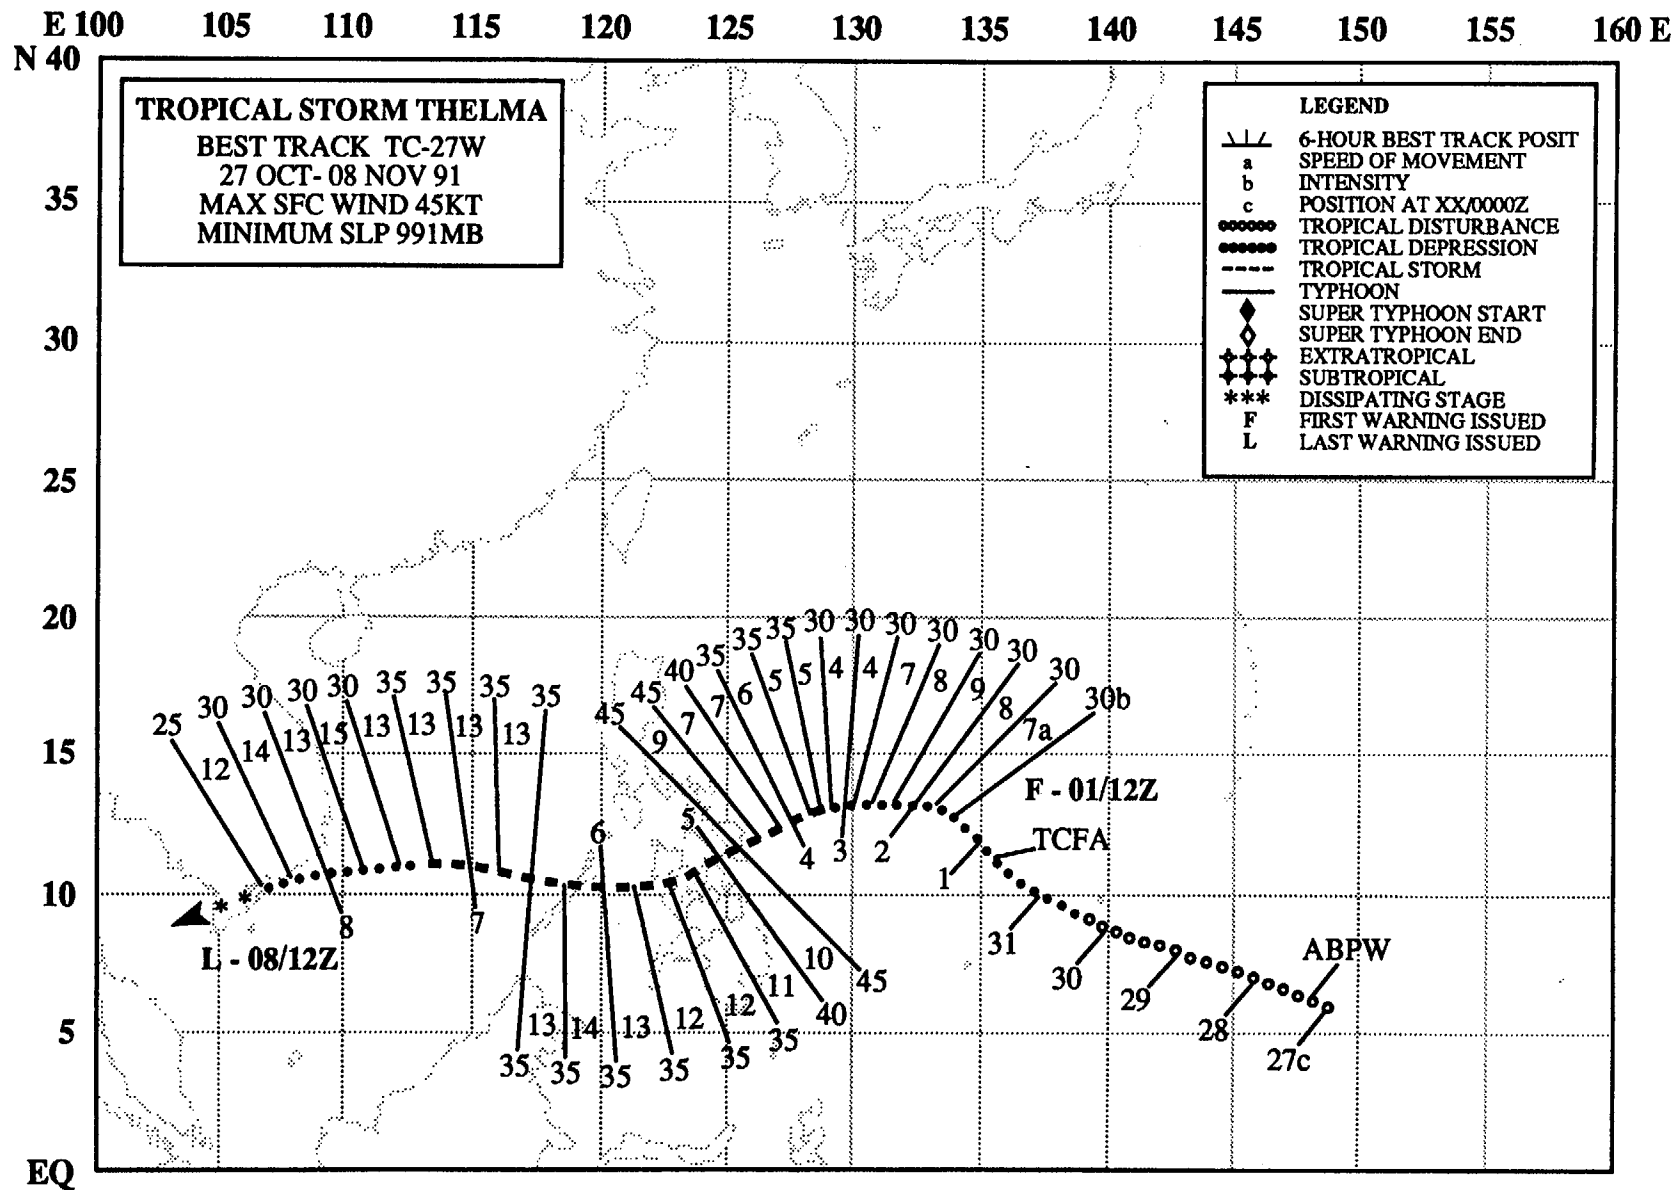 E 100 105 110 115 120 125 130 135 140 145 150 155 160 E
N 40
35
30
25
20
15
10
5
EQ
TROPICAL STORM THELMA
BEST TRACK TC-27W
27 OCT- 08 NOV 91
MAX SFC WIND 45KT
MINIMUM SLP 991MB
LEGEND
6-HOUR BEST TRACK POSIT
a SPEED OF MOVEMENT
b INTENSITY
c POSITION AT XX/0000Z
TROPICAL DISTURBANCE
TROPICAL DEPRESSION
TROPICAL STORM
TYPHOON
SUPER TYPHOON START
SUPER TYPHOON END
EXTRATROPICAL
SUBTROPICAL
*** DISSIPATING STAGE
F FIRST WARNING ISSUED
L LAST WARNING ISSUED
25 30 30 30 30 35 35 35 35
12 14 13 15 13 13 13 13
45 45 40 35 35 35 30 30 30 30 30 30 30 30b
9 7 7 6 5 5 4 4 7 8 9 8 7a
F - 01/12Z
TCFA
ABPW
L - 08/12Z
8 7 6 5 4 3 2 1 31 30 29 28 27c
35 35 35 35 35 35 40 45
13 14 13 12 12 11 10